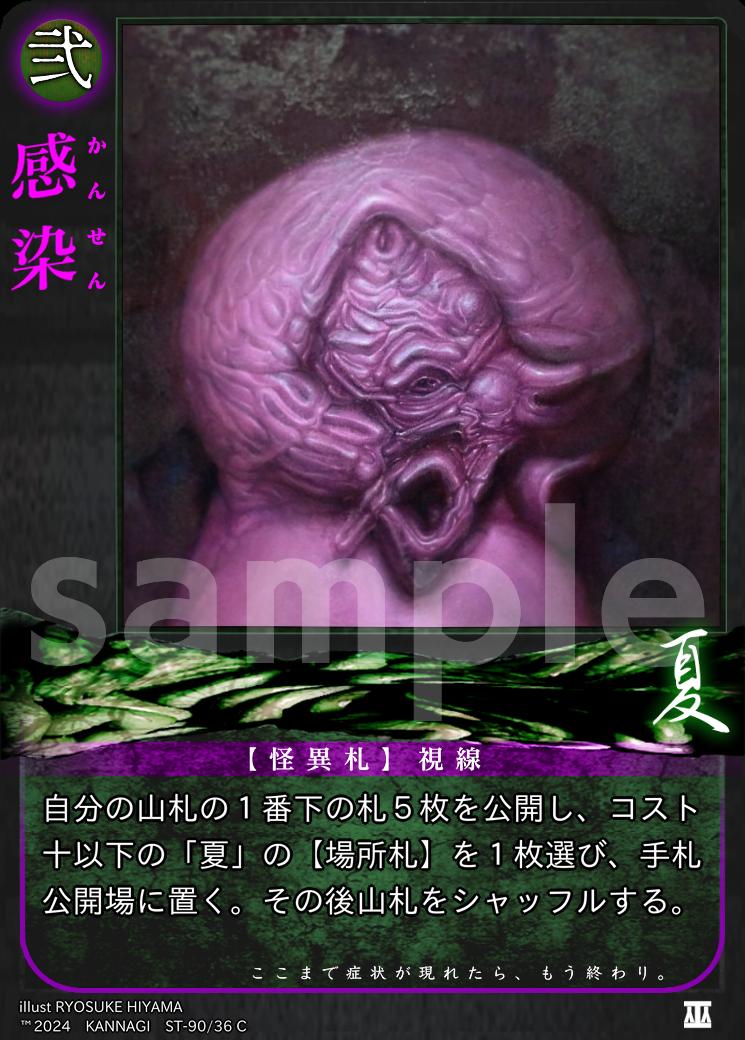 弐
感染
かんせん
sample
夏
【怪異札】視線
自分の山札の１番下の札５枚を公開し、コスト
十以下の「夏」の【場所札】を１枚選び、手札
公開場に置く。その後山札をシャッフルする。
ここまで症状が現れたら、もう終わり。
illust RYOSUKE HIYAMA
™2024 KANNAGI ST-90/36 C
巫